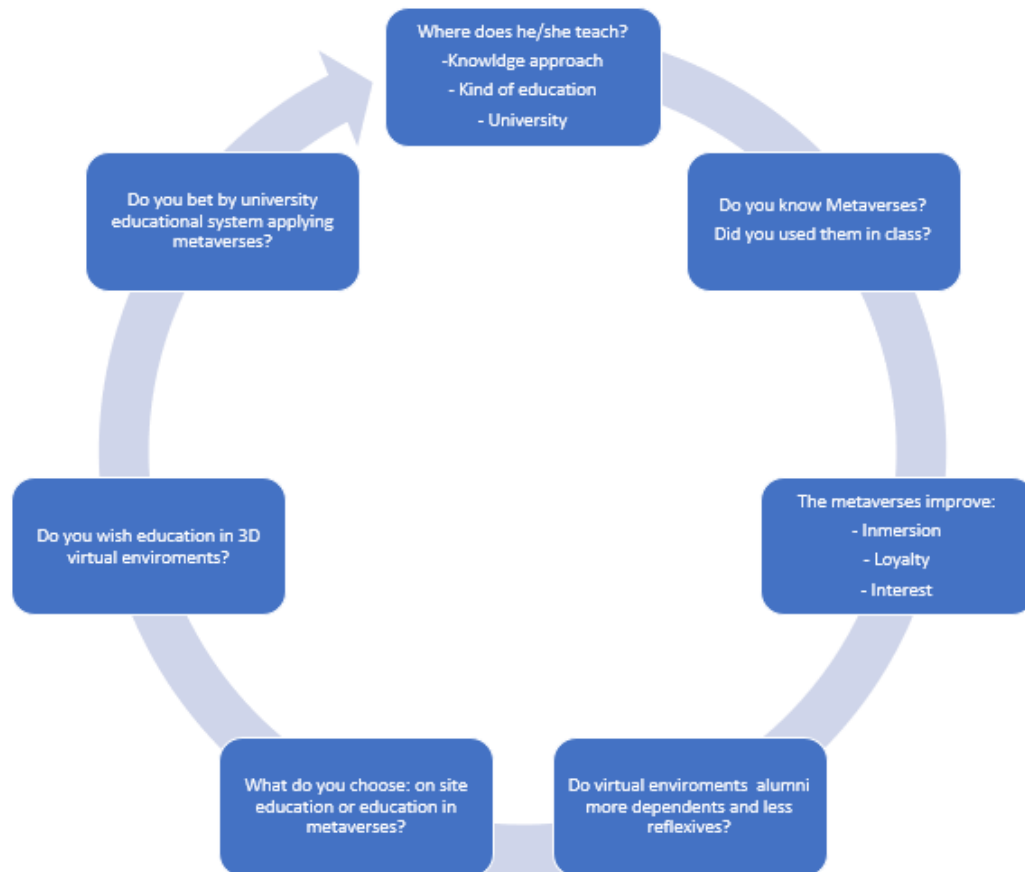 Where does he/she teach?
-Knowldge approach
- Kind of education
- University
Do you know Metaverses?
Did you used them in class?
The metaverses improve:
- Inmersion
- Loyalty
- Interest
Do virtual enviroments alumni
more dependents and less
reflexives?
What do you choose: on site
education or education in
metaverses?
Do you wish education in 3D
virtual enviroments?
Do you bet by university
educational system applying
metaverses?